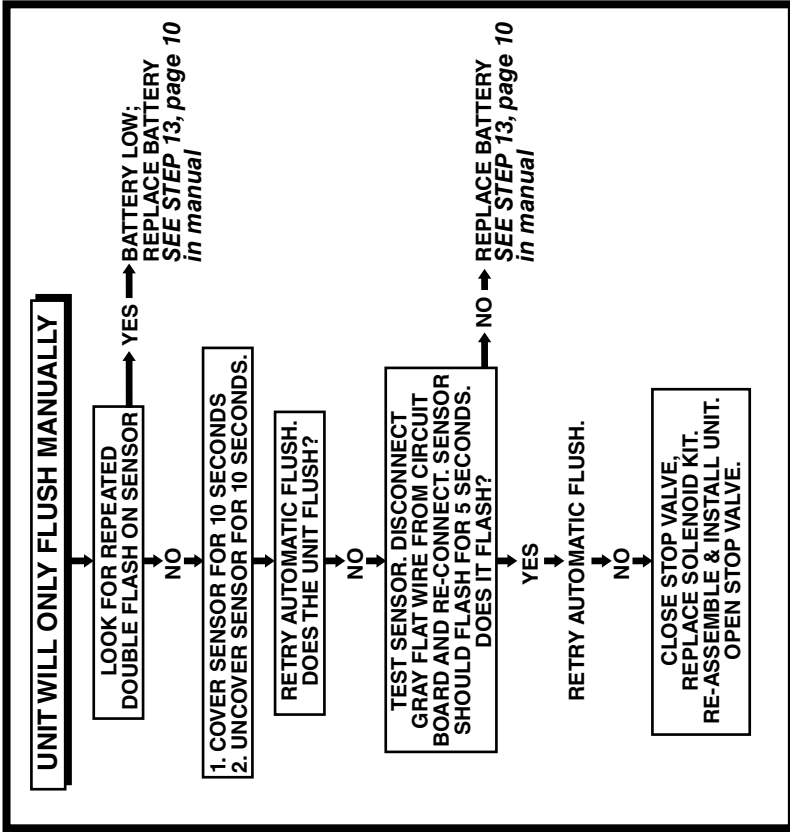 UNIT WILL ONLY FLUSH MANUALLY
LOOK FOR REPEATED
DOUBLE FLASH ON SENSOR
YES
BATTERY LOW;
REPLACE BATTERY
SEE STEP 13, page 10
in manual
NO
1. COVER SENSOR FOR 10 SECONDS
2. UNCOVER SENSOR FOR 10 SECONDS.
RETRY AUTOMATIC FLUSH.
DOES THE UNIT FLUSH?
NO
TEST SENSOR. DISCONNECT
GRAY FLAT WIRE FROM CIRCUIT
BOARD AND RE-CONNECT. SENSOR
SHOULD FLASH FOR 5 SECONDS.
DOES IT FLASH?
NO
REPLACE BATTERY
SEE STEP 13, page 10
in manual
YES
RETRY AUTOMATIC FLUSH.
NO
CLOSE STOP VALVE,
REPLACE SOLENOID KIT.
RE-ASSEMBLE & INSTALL UNIT.
OPEN STOP VALVE.